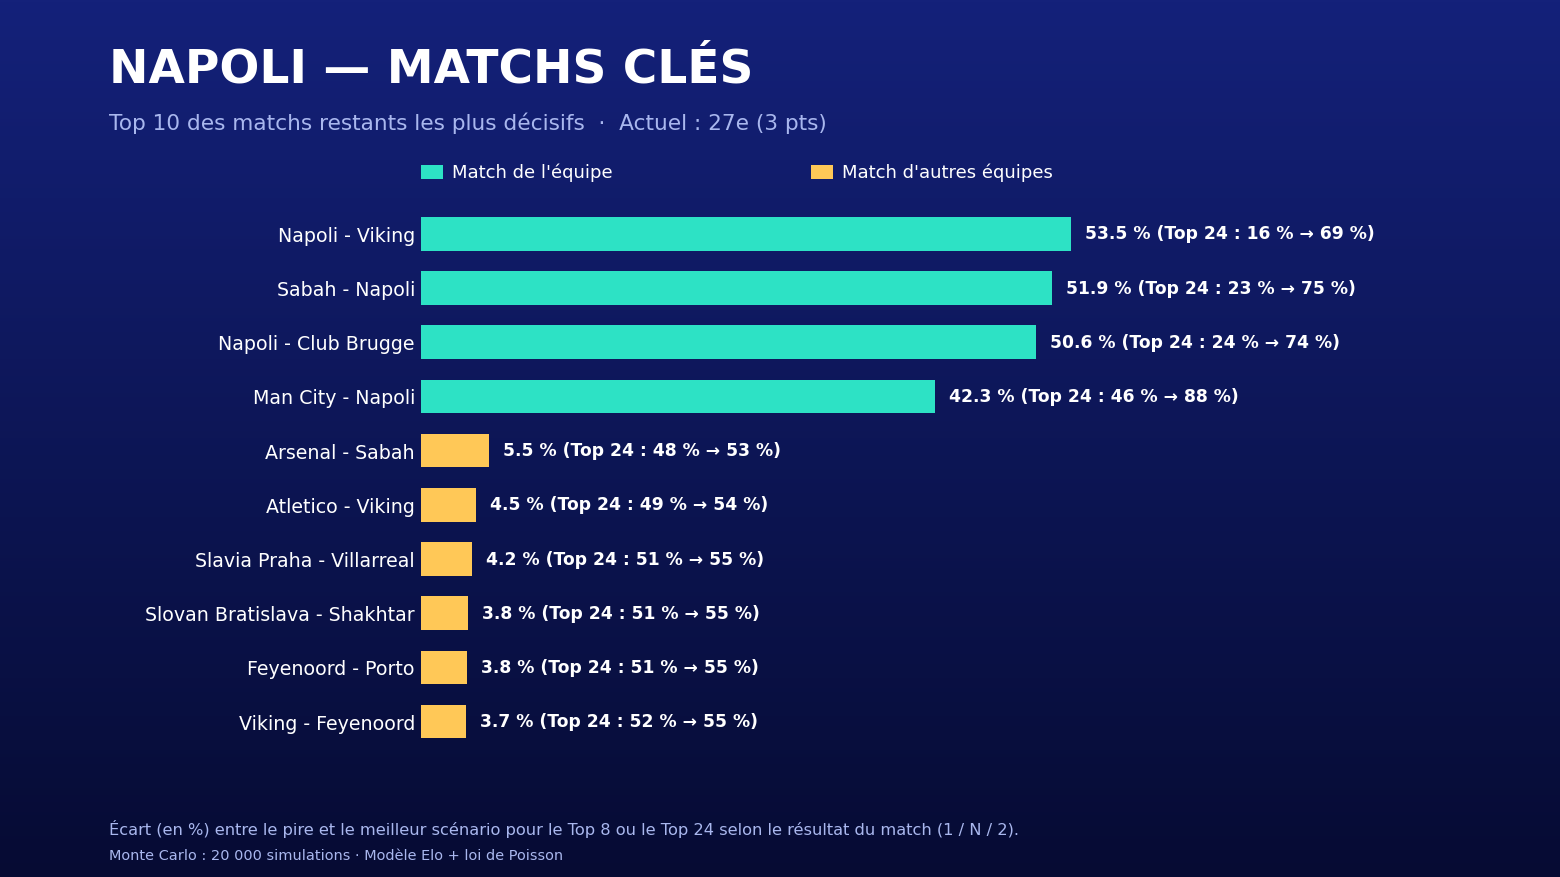 NAPOLI — MATCHS CLÉS
Top 10 des matchs restants les plus décisifs · Actuel : 27e (3 pts)
Match de l'équipe
Match d'autres équipes
Napoli - Viking 53.5 % (Top 24 : 16 % → 69 %)
Sabah - Napoli 51.9 % (Top 24 : 23 % → 75 %)
Napoli - Club Brugge 50.6 % (Top 24 : 24 % → 74 %)
Man City - Napoli 42.3 % (Top 24 : 46 % → 88 %)
Arsenal - Sabah 5.5 % (Top 24 : 48 % → 53 %)
Atletico - Viking 4.5 % (Top 24 : 49 % → 54 %)
Slavia Praha - Villarreal 4.2 % (Top 24 : 51 % → 55 %)
Slovan Bratislava - Shakhtar 3.8 % (Top 24 : 51 % → 55 %)
Feyenoord - Porto 3.8 % (Top 24 : 51 % → 55 %)
Viking - Feyenoord 3.7 % (Top 24 : 52 % → 55 %)
Écart (en %) entre le pire et le meilleur scénario pour le Top 8 ou le Top 24 selon le résultat du match (1 / N / 2).
Monte Carlo : 20 000 simulations · Modèle Elo + loi de Poisson